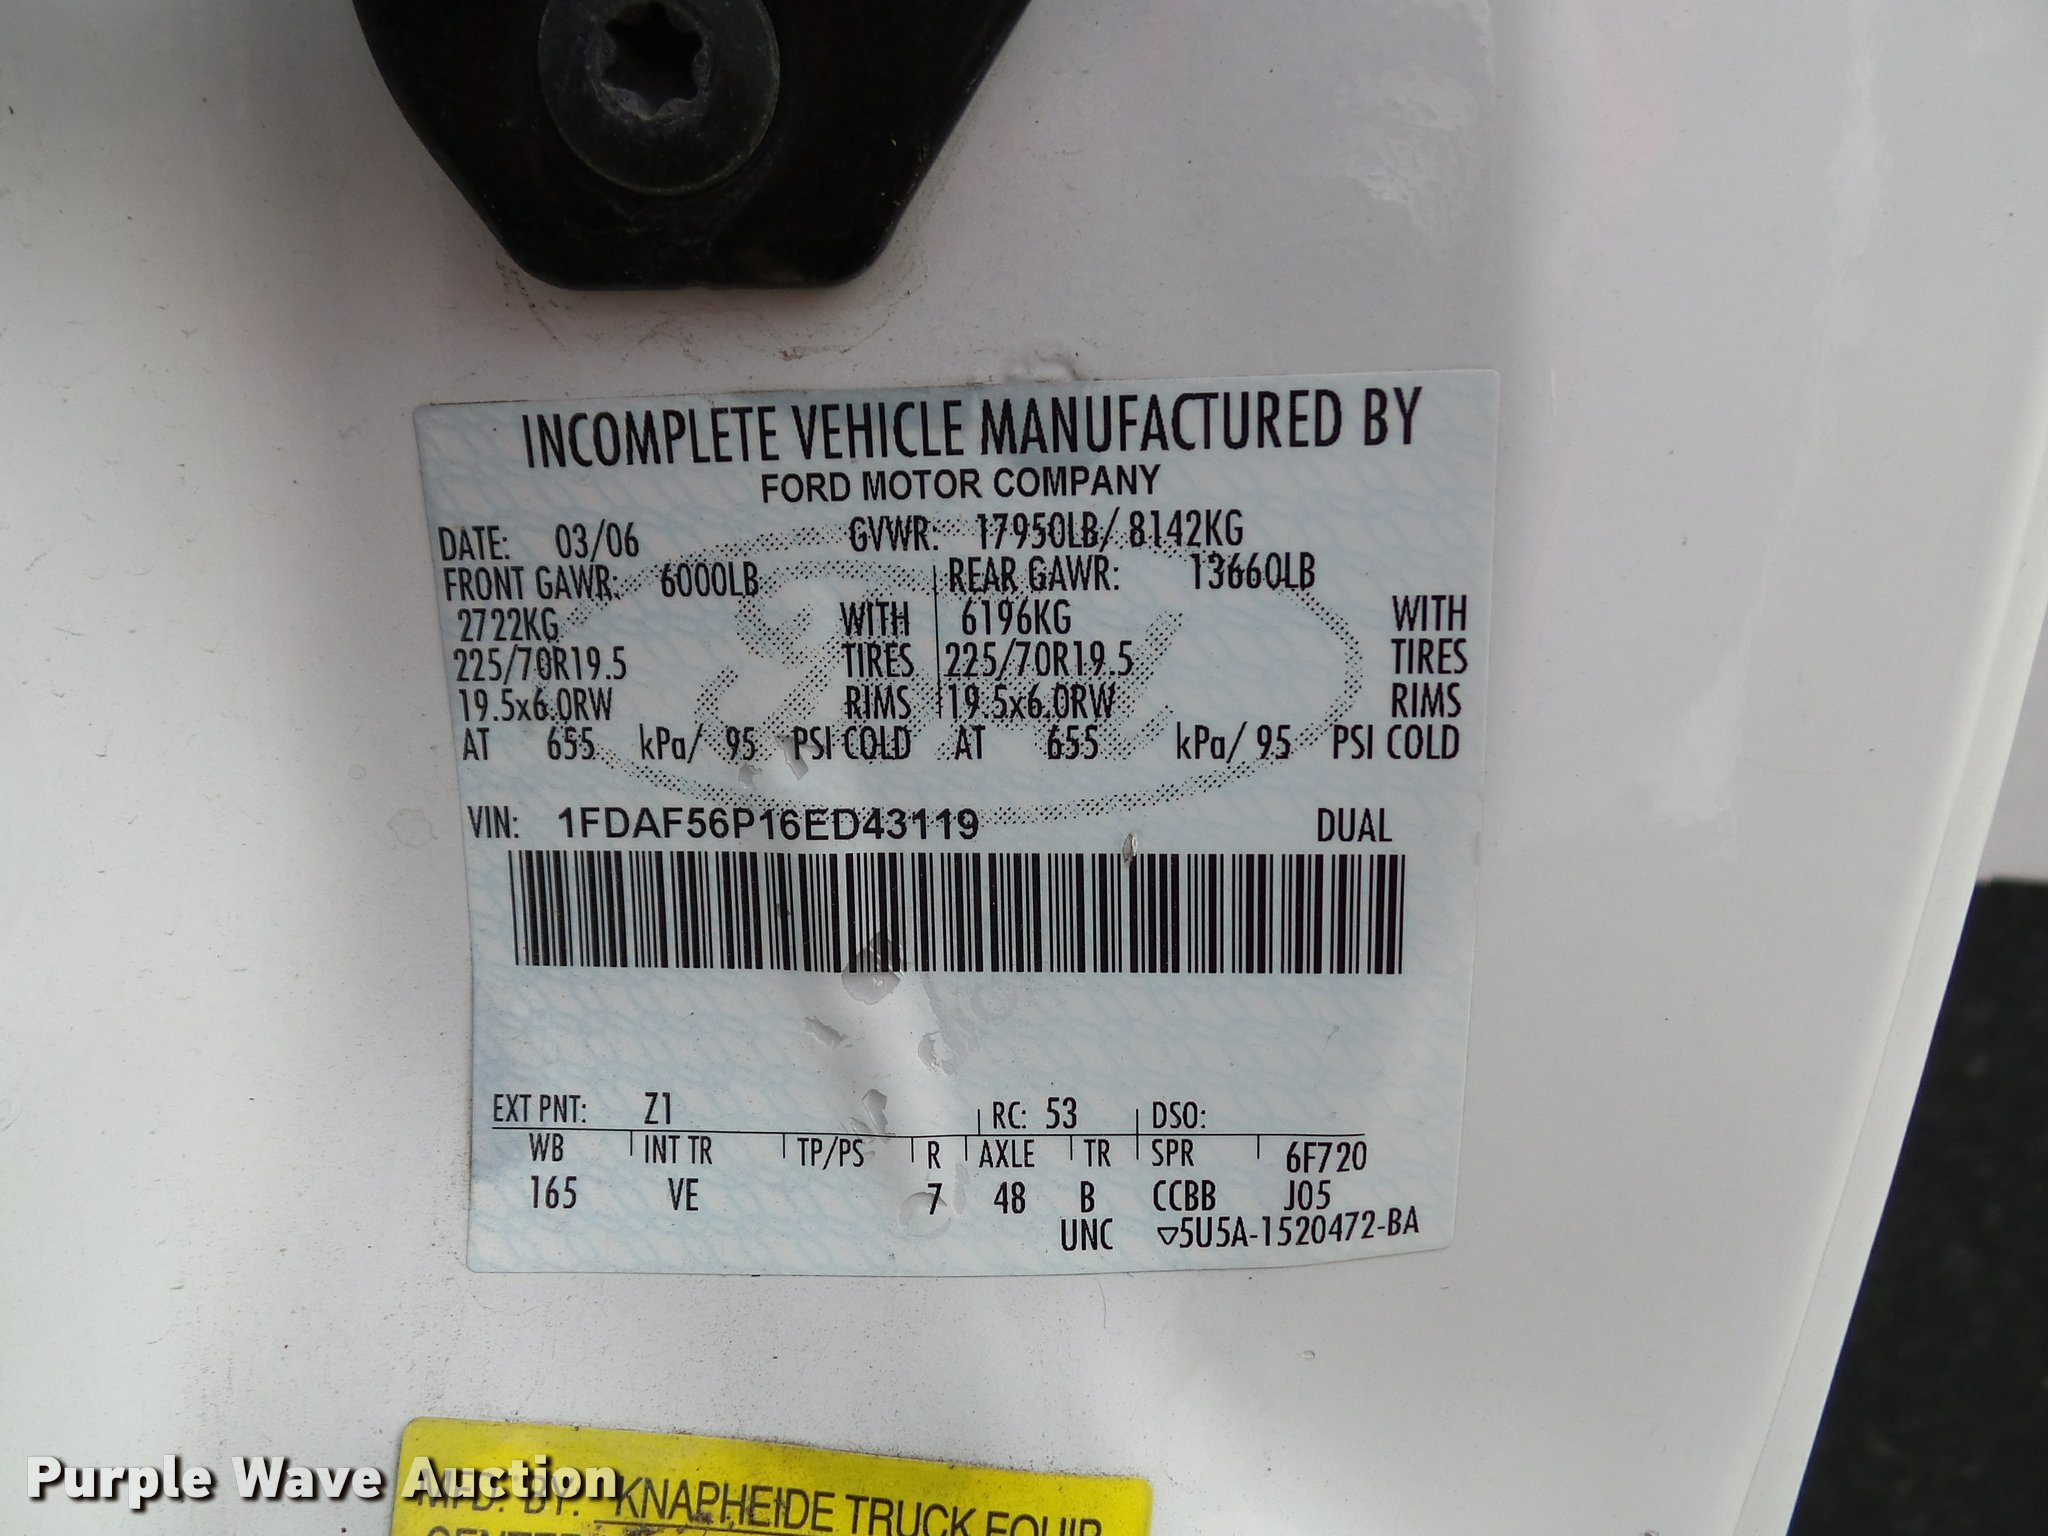 INCOMPLETE VEHICLE MANUFACTURED BY
FORD MOTOR COMPANY
DATE: 03/06 GVWR: 17950LB/ 8142KG
FRONT GAWR: 6000LB REAR GAWR: 13660LB
2722KG WITH 6196KG WITH
225/70R19.5 TIRES 225/70R19.5 TIRES
19.5x6.0RW RIMS 19.5x6.0RW RIMS
AT 655 kPa/ 95 PSI COLD AT 655 kPa/ 95 PSI COLD
VIN: 1FDAF56P16ED43119 DUAL
EXT PNT: Z1 RC: 53 DSO:
WB INT TR TP/PS R AXLE TR SPR 6F720
165 VE 7 48 B CCBB J05
UNC ▽5U5A-1520472-BA
Purple Wave Auction
MFD. BY: KNAPHEIDE TRUCK EQUIP
CENTER